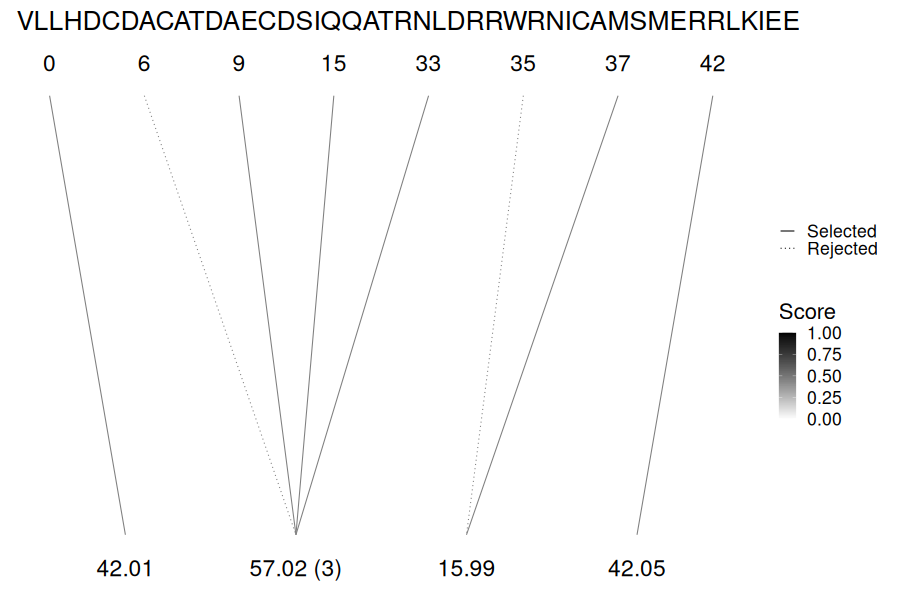 VLLHDCDACATDAECDSIQQATRNLDRRWRNICAMSMERRLKIEE
0 6 9 15 33 35 37 42
Selected
Rejected
Score
1.00
0.75
0.50
0.25
0.00
42.01 57.02 (3) 15.99 42.05